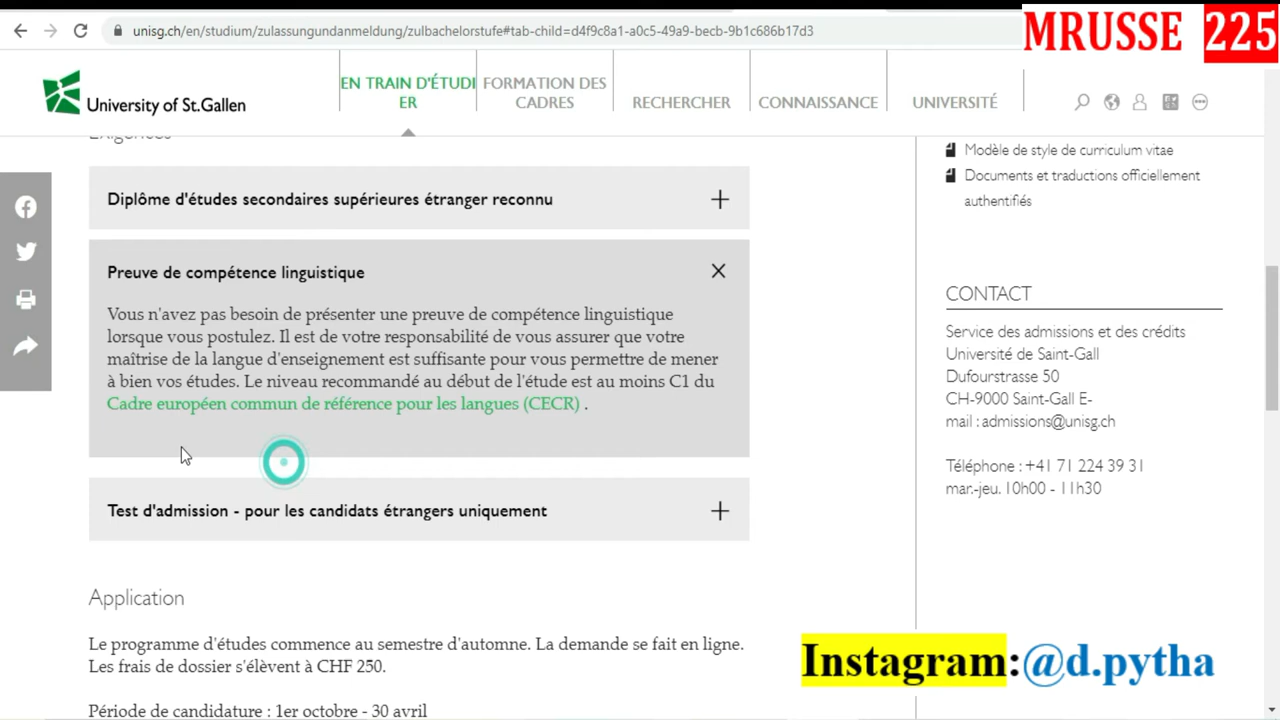 unisg.ch/en/studium/zulassungundanmeldung/zulbachelorstufe#tab-child=d4f9c8a1-a0c5-49a9-becb-9b1c686b17d3
MRUSSE 225
University of St.Gallen
EN TRAIN D'ÉTUDI
ER
FORMATION DES
CADRES
RECHERCHER
CONNAISSANCE
UNIVERSITÉ
Exigences
Diplôme d'études secondaires supérieures étranger reconnu
Preuve de compétence linguistique
Vous n'avez pas besoin de présenter une preuve de compétence linguistique
lorsque vous postulez. Il est de votre responsabilité de vous assurer que votre
maîtrise de la langue d'enseignement est suffisante pour vous permettre de mener
à bien vos études. Le niveau recommandé au début de l'étude est au moins C1 du
Cadre européen commun de référence pour les langues (CECR) .
Test d'admission - pour les candidats étrangers uniquement
Application
Le programme d'études commence au semestre d'automne. La demande se fait en ligne.
Les frais de dossier s'élèvent à CHF 250.
Période de candidature : 1er octobre - 30 avril
Modèle de style de curriculum vitae
Documents et traductions officiellement
authentifiés
CONTACT
Service des admissions et des crédits
Université de Saint-Gall
Dufourstrasse 50
CH-9000 Saint-Gall E-
mail : admissions@unisg.ch
Téléphone : +41 71 224 39 31
mar.-jeu. 10h00 - 11h30
Instagram:@d.pytha